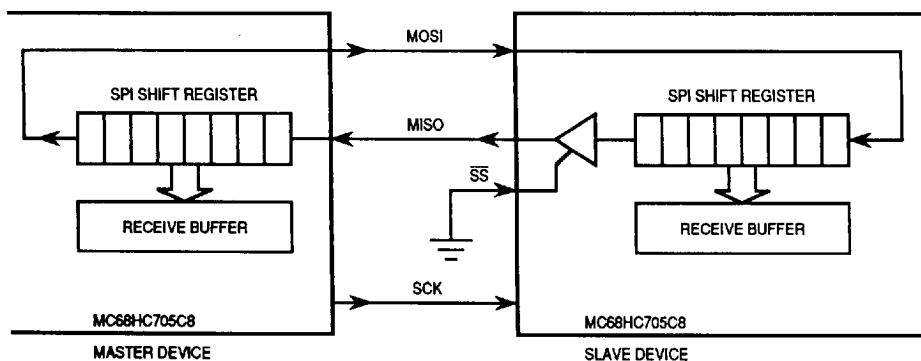 MOSI
SPI SHIFT REGISTER
SPI SHIFT REGISTER
MISO
SS
RECEIVE BUFFER
RECEIVE BUFFER
SCK
MC68HC705C8
MC68HC705C8
MASTER DEVICE
SLAVE DEVICE